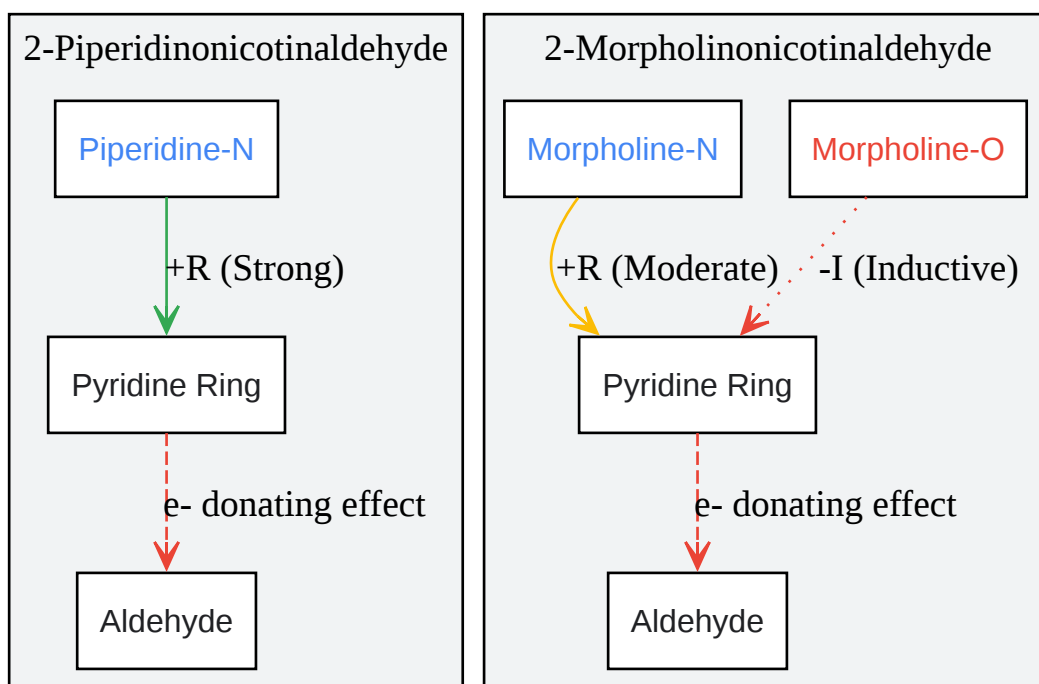 2-Piperidinonicotinaldehyde
Piperidine-N
+R (Strong)
Pyridine Ring
e- donating effect
Aldehyde
2-Morpholinonicotinaldehyde
Morpholine-N
Morpholine-O
+R (Moderate)
-I (Inductive)
Pyridine Ring
e- donating effect
Aldehyde